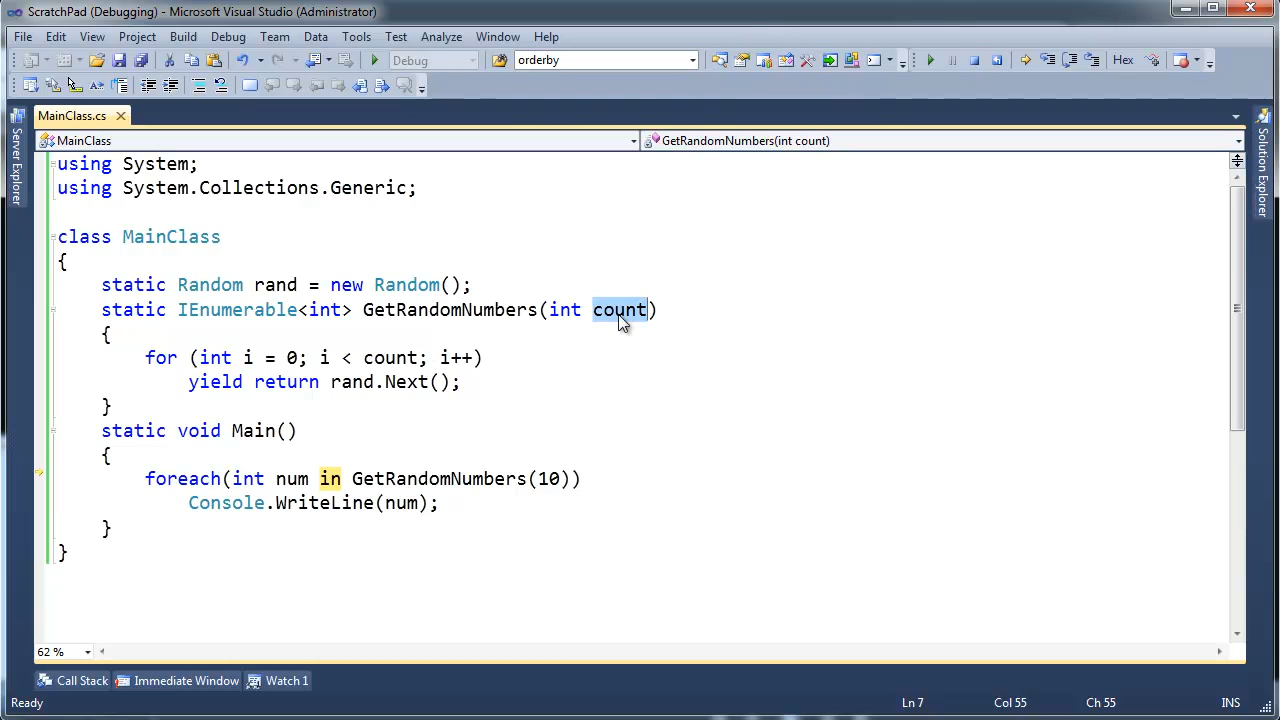 ScratchPad (Debugging) - Microsoft Visual Studio (Administrator)
File Edit View Project Build Debug Team Data Tools Test Analyze Window Help
Debug orderby Hex
MainClass.cs
MainClass GetRandomNumbers(int count)
Server Explorer
Solution Explorer
using System;
using System.Collections.Generic;
class MainClass
{
static Random rand = new Random();
static IEnumerable<int> GetRandomNumbers(int count)
{
for (int i = 0; i < count; i++)
yield return rand.Next();
}
static void Main()
{
foreach(int num in GetRandomNumbers(10))
Console.WriteLine(num);
}
}
62 %
Call Stack Immediate Window Watch 1
Ready Ln 7 Col 55 Ch 55 INS